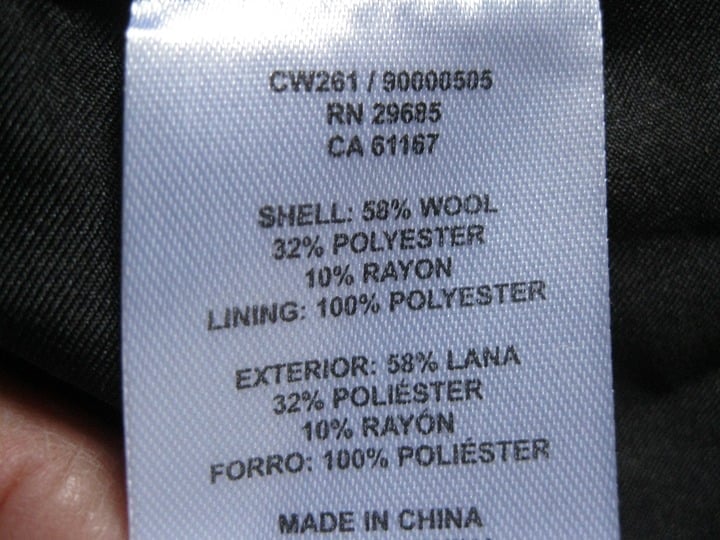 CW261 / 90000505
RN 29685
CA 61167
SHELL: 58% WOOL
32% POLYESTER
10% RAYON
LINING: 100% POLYESTER
EXTERIOR: 58% LANA
32% POLIÉSTER
10% RAYÓN
FORRO: 100% POLIÉSTER
MADE IN CHINA